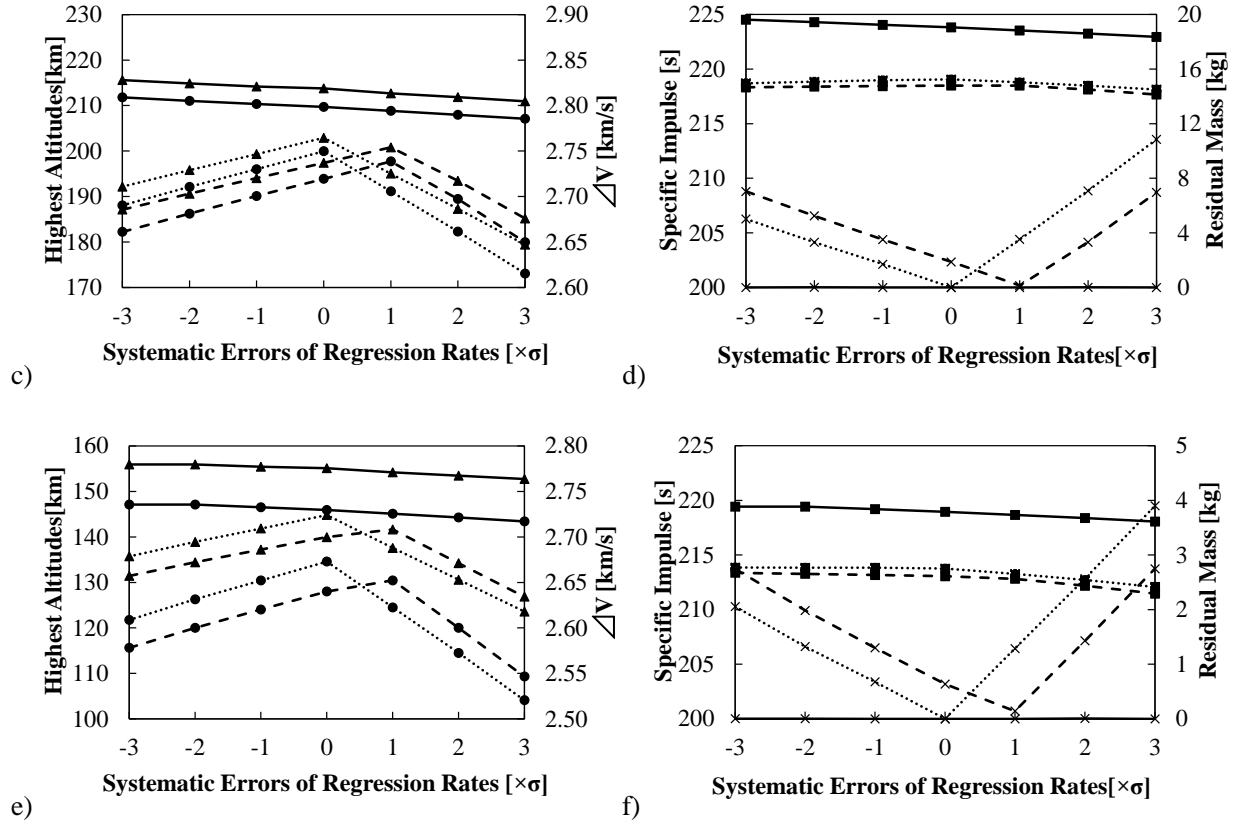 230
220
210
200
190
180
170
Highest Altitudes[km]
2.90
2.85
2.80
2.75
2.70
2.65
2.60
⊿V [km/s]
-3 -2 -1 0 1 2 3
Systematic Errors of Regression Rates [×σ]
c)
225
220
215
210
205
200
Specific Impulse [s]
20
16
12
8
4
0
Residual Mass [kg]
-3 -2 -1 0 1 2 3
Systematic Errors of Regression Rates[×σ]
d)
160
150
140
130
120
110
100
Highest Altitudes[km]
2.80
2.75
2.70
2.65
2.60
2.55
2.50
⊿V [km/s]
-3 -2 -1 0 1 2 3
Systematic Errors of Regression Rates [×σ]
e)
225
220
215
210
205
200
Specific Impulse [s]
5
4
3
2
1
0
Residual Mass [kg]
-3 -2 -1 0 1 2 3
Systematic Errors of Regression Rates[×σ]
f)